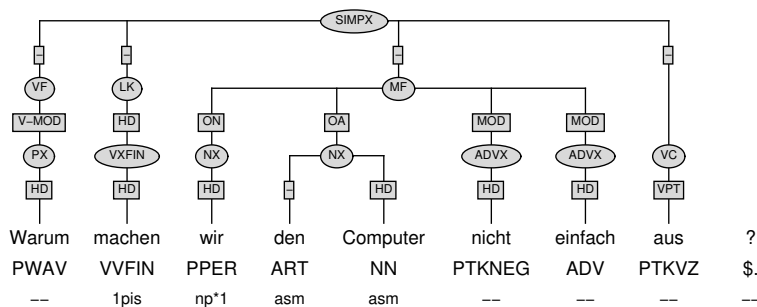 SIMPX
– – – –
VF LK MF
V−MOD HD ON OA MOD MOD
PX VXFIN NX NX ADVX ADVX VC
HD HD HD – HD HD HD VPT
Warum machen wir den Computer nicht einfach aus ?
PWAV VVFIN PPER ART NN PTKNEG ADV PTKVZ $.
−− 1pis np*1 asm asm −− −− −− −−